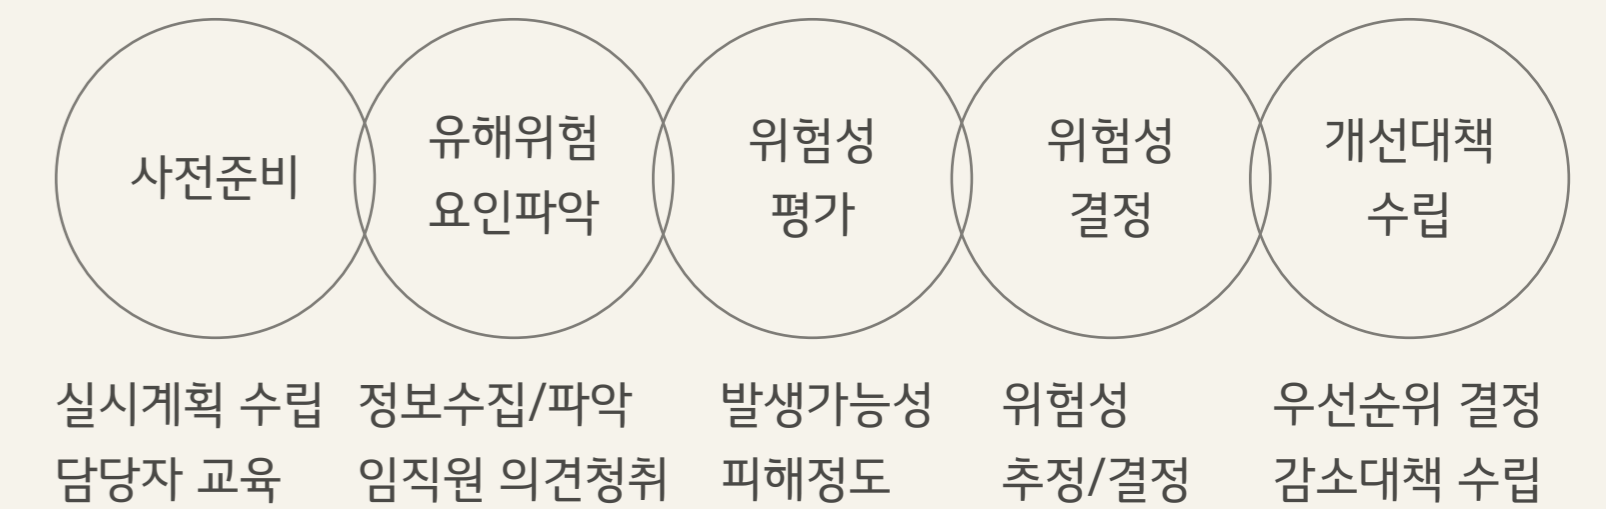 사전준비
유해위험
요인파악
위험성
평가
위험성
결정
개선대책
수립
실시계획 수립
담당자 교육
정보수집/파악
임직원 의견청취
발생가능성
피해정도
위험성
추정/결정
우선순위 결정
감소대책 수립